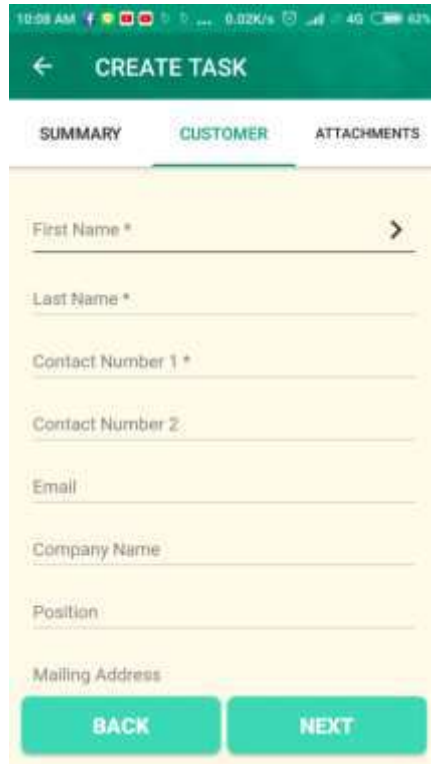 10:08 AM ... 0.02K/s 4G 62%
CREATE TASK
SUMMARY CUSTOMER ATTACHMENTS
First Name *
Last Name *
Contact Number 1 *
Contact Number 2
Email
Company Name
Position
Mailing Address
BACK NEXT